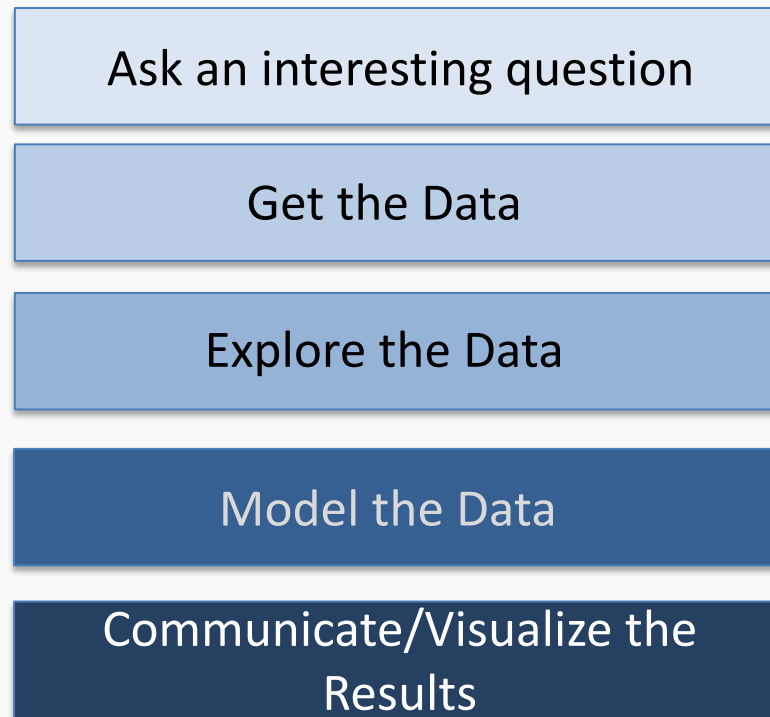 Ask an interesting question
Get the Data
Explore the Data
Model the Data
Communicate/Visualize the
Results